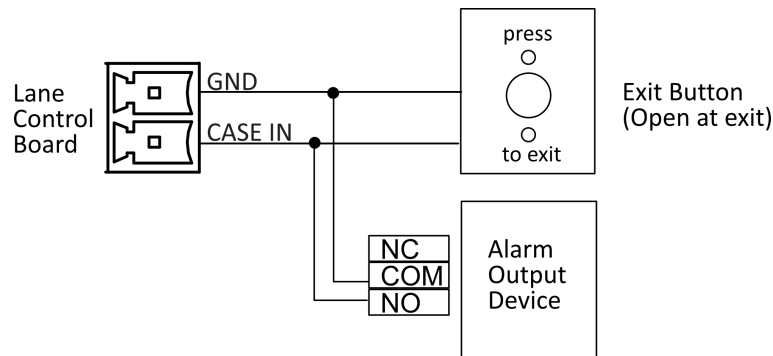 press
GND
Lane
Control
Board
Exit Button
(Open at exit)
CASE IN
to exit
NC
COM
NO
Alarm
Output
Device